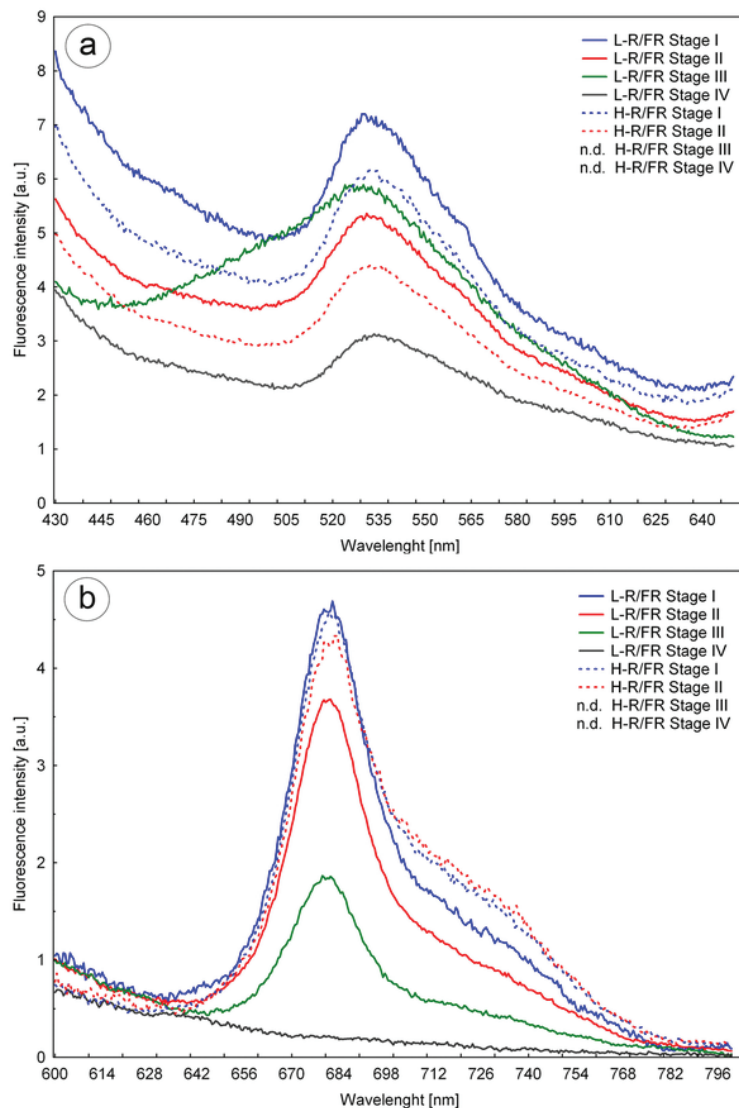 a
9
8
7
6
5
4
3
2
1
0
Fluorescence intensity [a.u.]
L-R/FR Stage I
L-R/FR Stage II
L-R/FR Stage III
L-R/FR Stage IV
H-R/FR Stage I
H-R/FR Stage II
n.d. H-R/FR Stage III
n.d. H-R/FR Stage IV
430 445 460 475 490 505 520 535 550 565 580 595 610 625 640
Wavelenght [nm]
b
5
4
3
2
1
0
Fluorescence intensity [a.u.]
L-R/FR Stage I
L-R/FR Stage II
L-R/FR Stage III
L-R/FR Stage IV
H-R/FR Stage I
H-R/FR Stage II
n.d. H-R/FR Stage III
n.d. H-R/FR Stage IV
600 614 628 642 656 670 684 698 712 726 740 754 768 782 796
Wavelenght [nm]